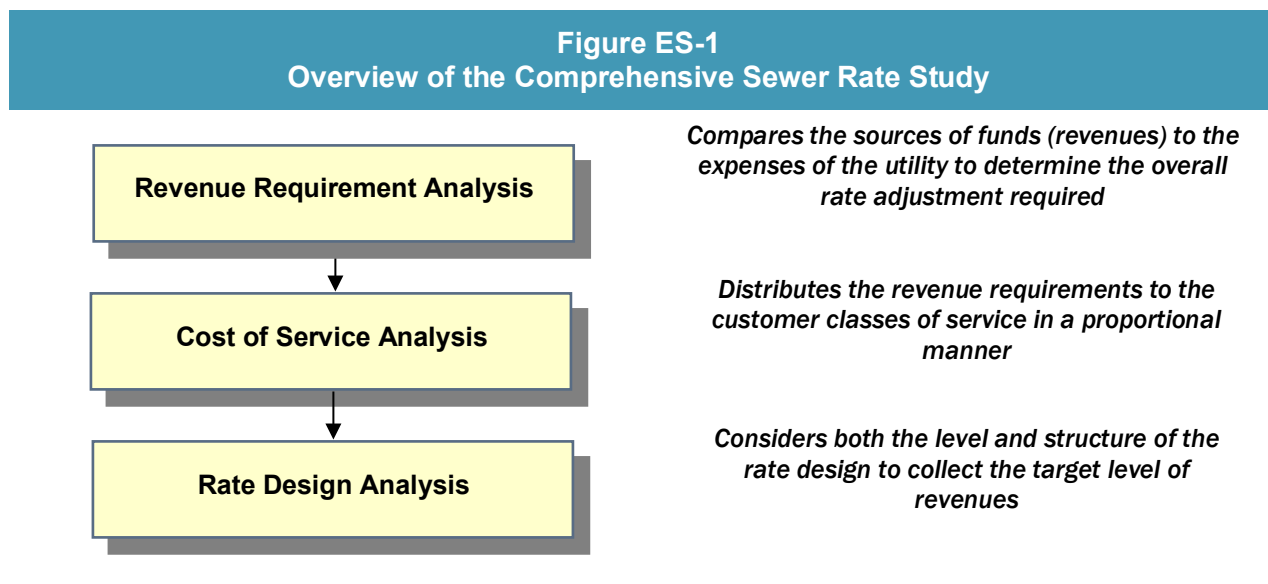 Figure ES-1
Overview of the Comprehensive Sewer Rate Study
Revenue Requirement Analysis
Compares the sources of funds (revenues) to the
expenses of the utility to determine the overall
rate adjustment required
Cost of Service Analysis
Distributes the revenue requirements to the
customer classes of service in a proportional
manner
Rate Design Analysis
Considers both the level and structure of the
rate design to collect the target level of
revenues